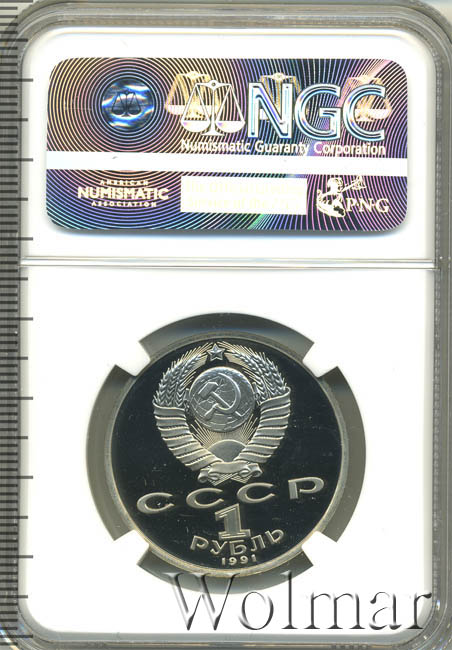 NGC
Numismatic Guaranty Corporation
AMERICAN
NUMISMATIC
ASSOCIATION
PNG
СССР
1
РУБЛЬ
1991
Wolmar